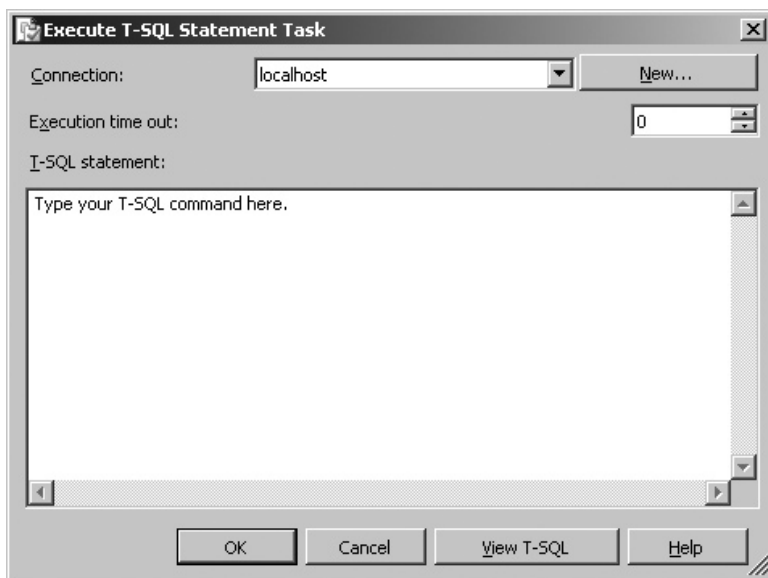 Execute T-SQL Statement Task
Connection: localhost New...
Execution time out: 0
T-SQL statement:
Type your T-SQL command here.
OK Cancel View T-SQL Help